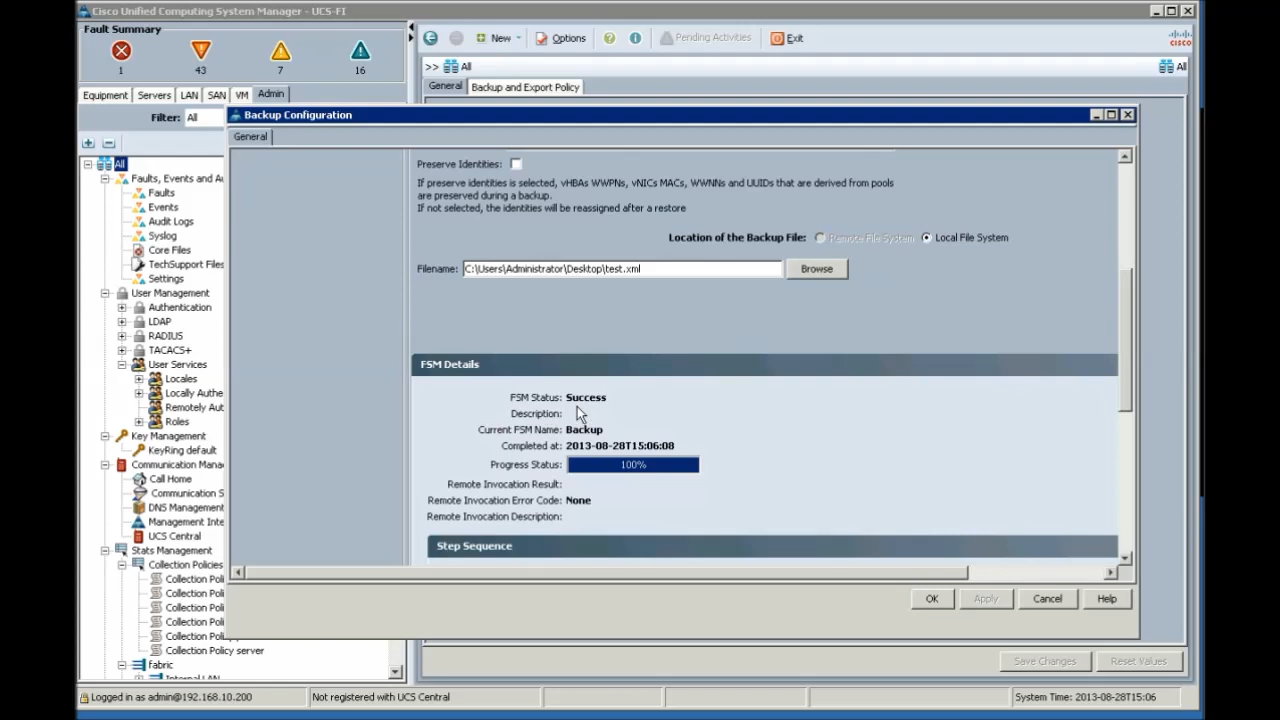 Cisco Unified Computing System Manager - UCS-FI
Fault Summary
1 43 7 16
New Options Pending Activities Exit
cisco
>> All All
General Backup and Export Policy
Equipment Servers LAN SAN VM Admin
Filter: All
Backup Configuration
General
All
Faults, Events and Au
Faults
Events
Audit Logs
Syslog
Core Files
TechSupport Files
Settings
User Management
Authentication
LDAP
RADIUS
TACACS+
User Services
Locales
Locally Authe
Remotely Aut
Roles
Key Management
KeyRing default
Communication Mana
Call Home
Communication S
DNS Management
Management Inte
UCS Central
Stats Management
Collection Policies
Collection Poli
Collection Poli
Collection Poli
Collection Poli
Collection Poli
Collection Policy server
fabric
Internal LAN
Preserve Identities:
If preserve identities is selected, vHBAs WWPNs, vNICs MACs, WWNNs and UUIDs that are derived from pools
are preserved during a backup.
If not selected, the identities will be reassigned after a restore
Location of the Backup File: Remote File System Local File System
Filename: C:\Users\Administrator\Desktop\test.xml Browse
FSM Details
FSM Status: Success
Description:
Current FSM Name: Backup
Completed at: 2013-08-28T15:06:08
Progress Status: 100%
Remote Invocation Result:
Remote Invocation Error Code: None
Remote Invocation Description:
Step Sequence
OK Apply Cancel Help
Save Changes Reset Values
Logged in as admin@192.168.10.200 Not registered with UCS Central System Time: 2013-08-28T15:06